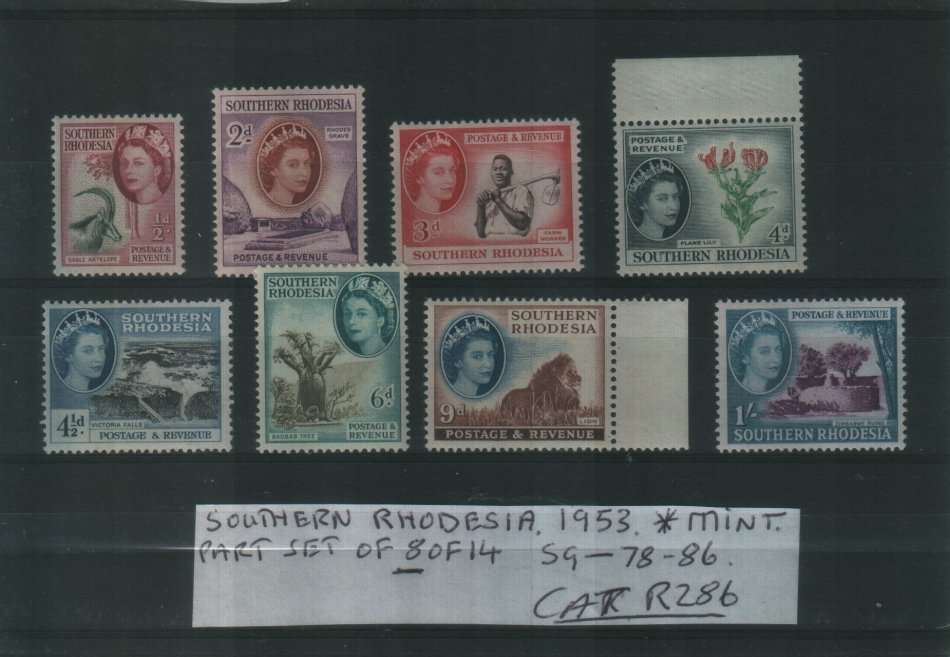 SOUTHERN
RHODESIA
½d
SABLE ANTELOPE
POSTAGE &
REVENUE
SOUTHERN RHODESIA
2d
RHODES
GRAVE
POSTAGE & REVENUE
POSTAGE & REVENUE
3d
FARM
WORKER
SOUTHERN RHODESIA
POSTAGE &
REVENUE
FLAME LILY
4d
SOUTHERN RHODESIA
SOUTHERN
RHODESIA
4½d
VICTORIA FALLS
POSTAGE & REVENUE
SOUTHERN
RHODESIA
6d
BAOBAB TREE
POSTAGE
& REVENUE
SOUTHERN
RHODESIA
9d
LION
POSTAGE & REVENUE
POSTAGE & REVENUE
1/-
SOUTHERN RHODESIA
SOUTHERN RHODESIA. 1953. * MINT.
PART SET OF 8 OF 14 SG-78-86.
CAT R286